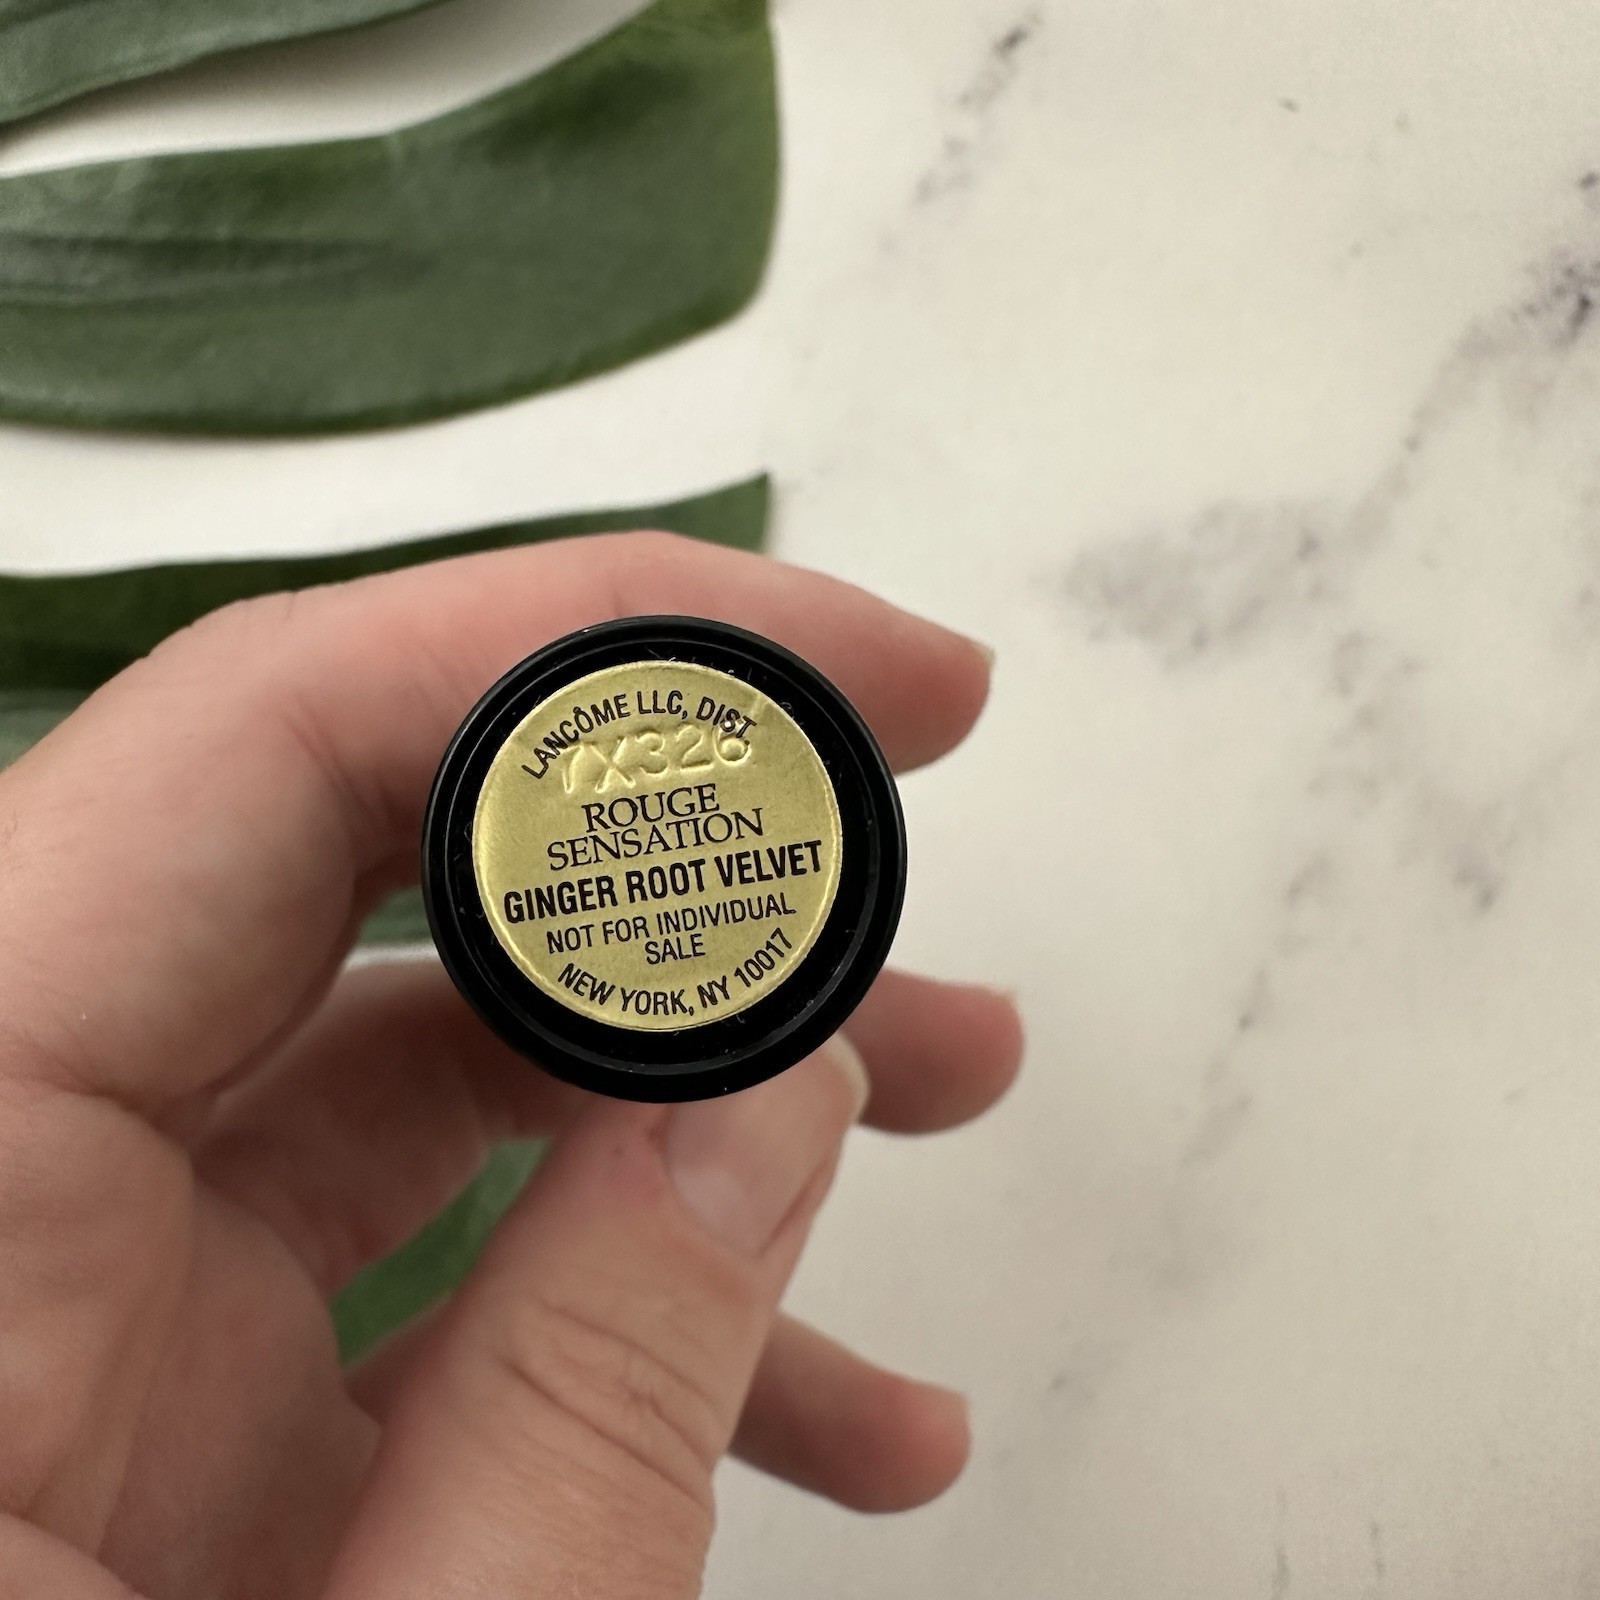 LANCÔME LLC, DIST.
7X326
ROUGE
SENSATION
GINGER ROOT VELVET
NOT FOR INDIVIDUAL
SALE
NEW YORK, NY 10017